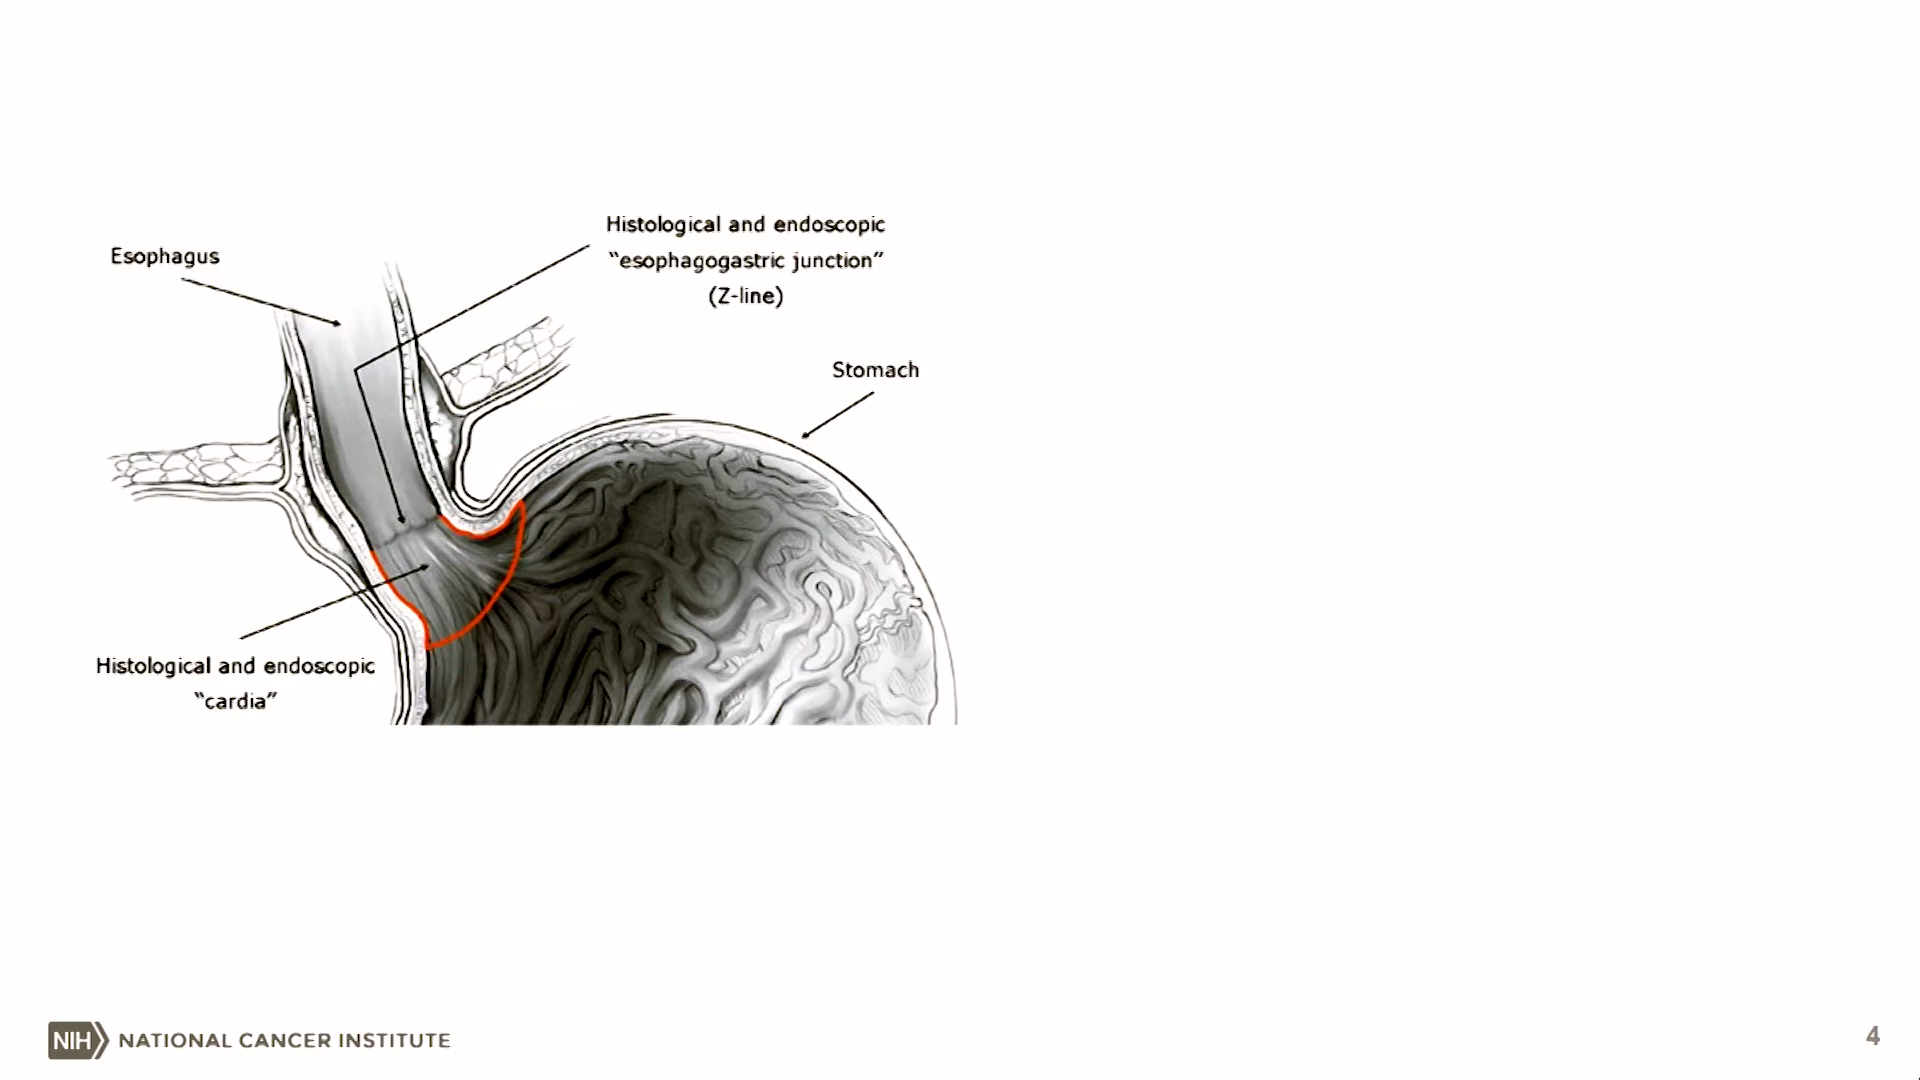 Histological and endoscopic
“esophagogastric junction”
(Z-line)
Esophagus
Stomach
Histological and endoscopic
“cardia”
NIH NATIONAL CANCER INSTITUTE
4